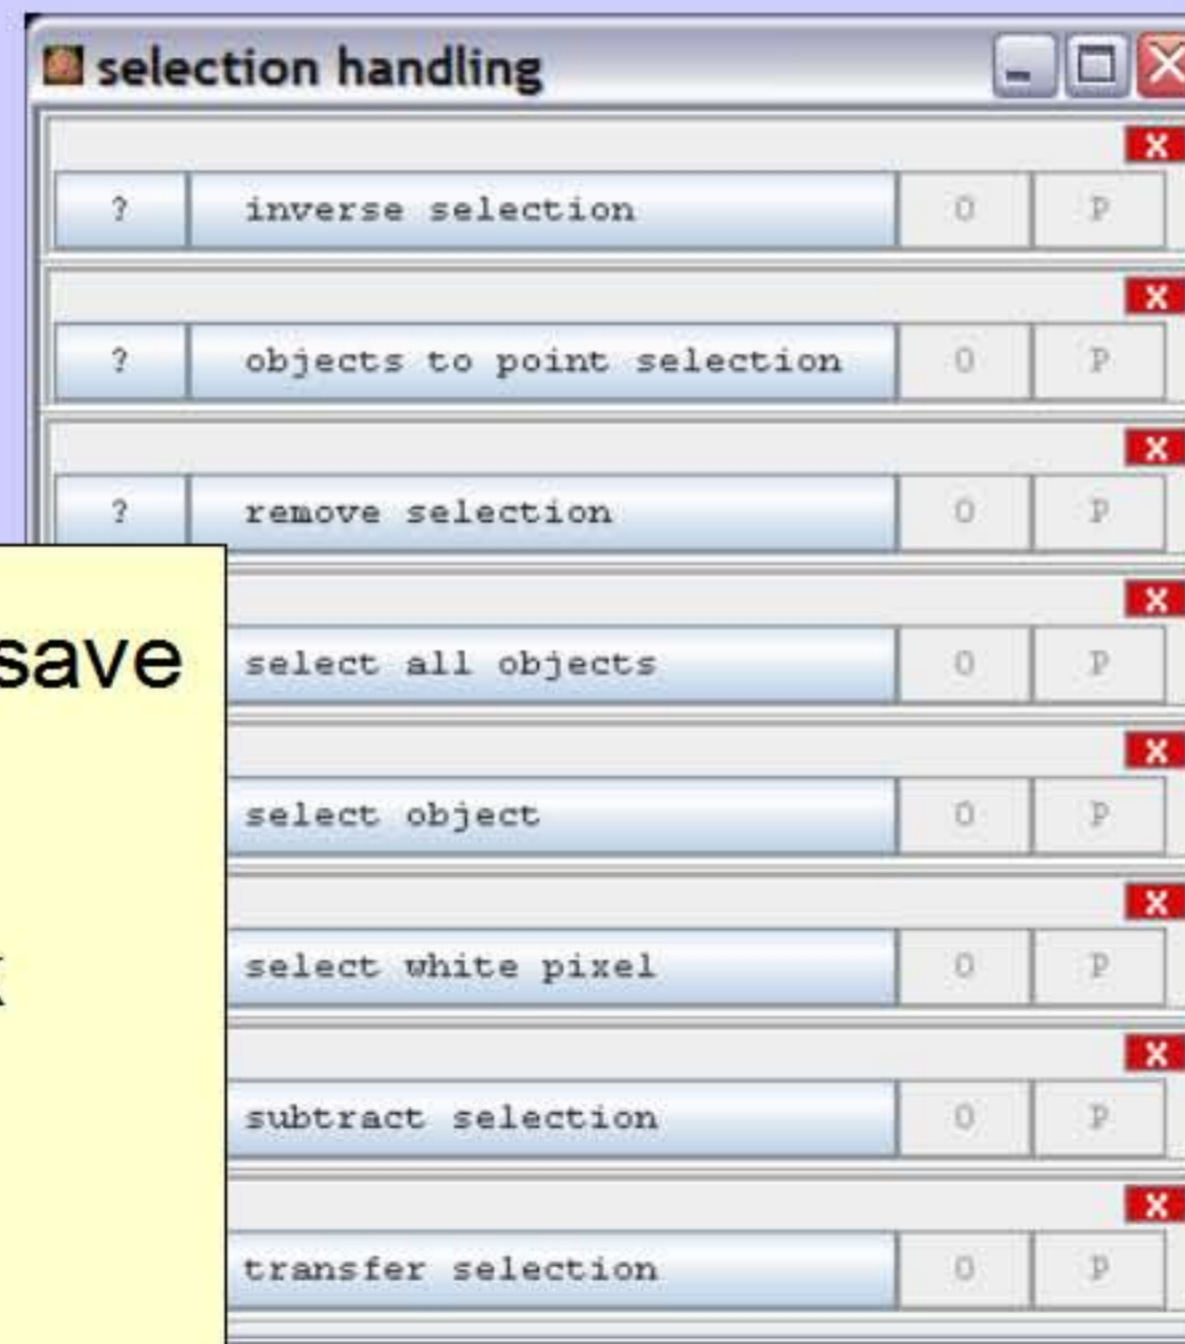 selection handling
X
? inverse selection O P
X
? objects to point selection O P
X
? remove selection O P
X
save
select all objects O P
X
select object O P
X
select white pixel O P
X
subtract selection O P
X
transfer selection O P